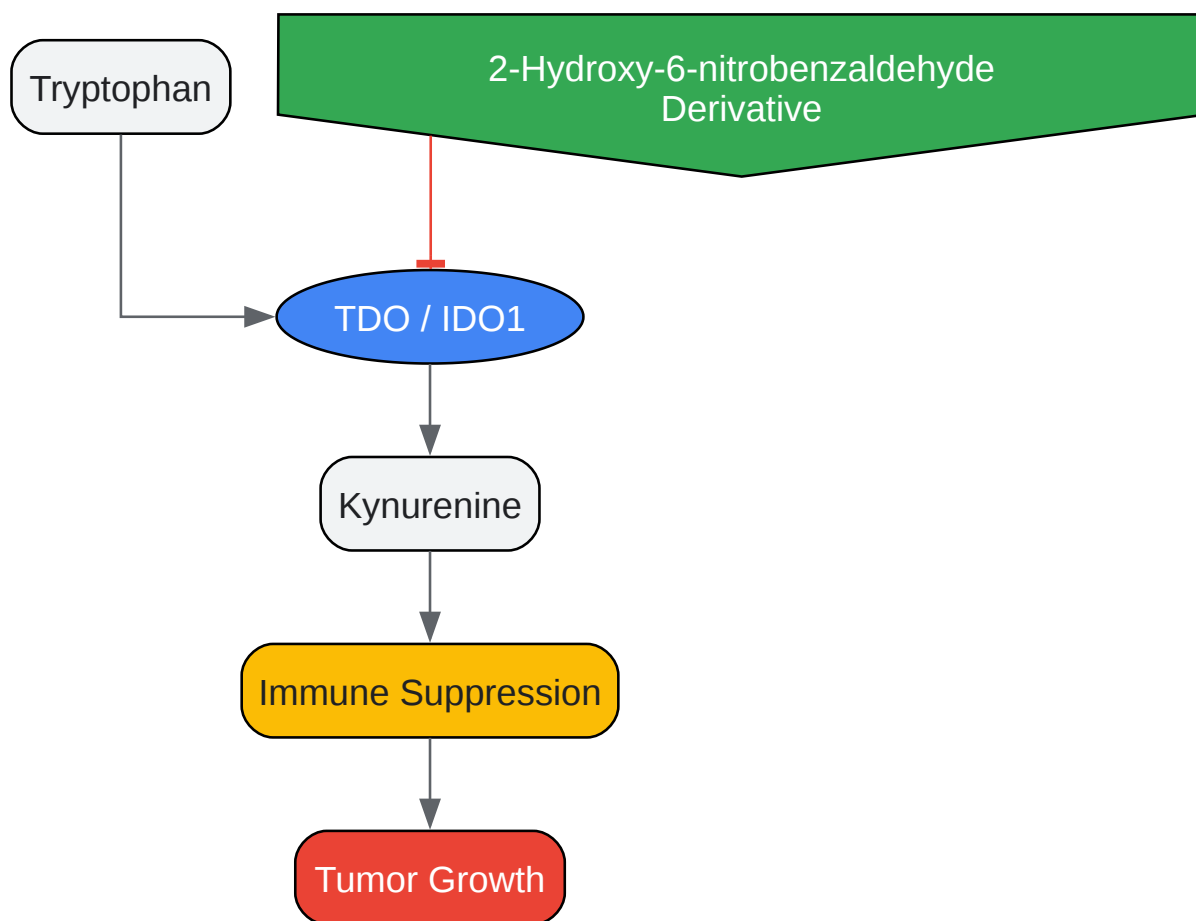 Tryptophan
2-Hydroxy-6-nitrobenzaldehyde
Derivative
TDO / IDO1
Kynurenine
Immune Suppression
Tumor Growth